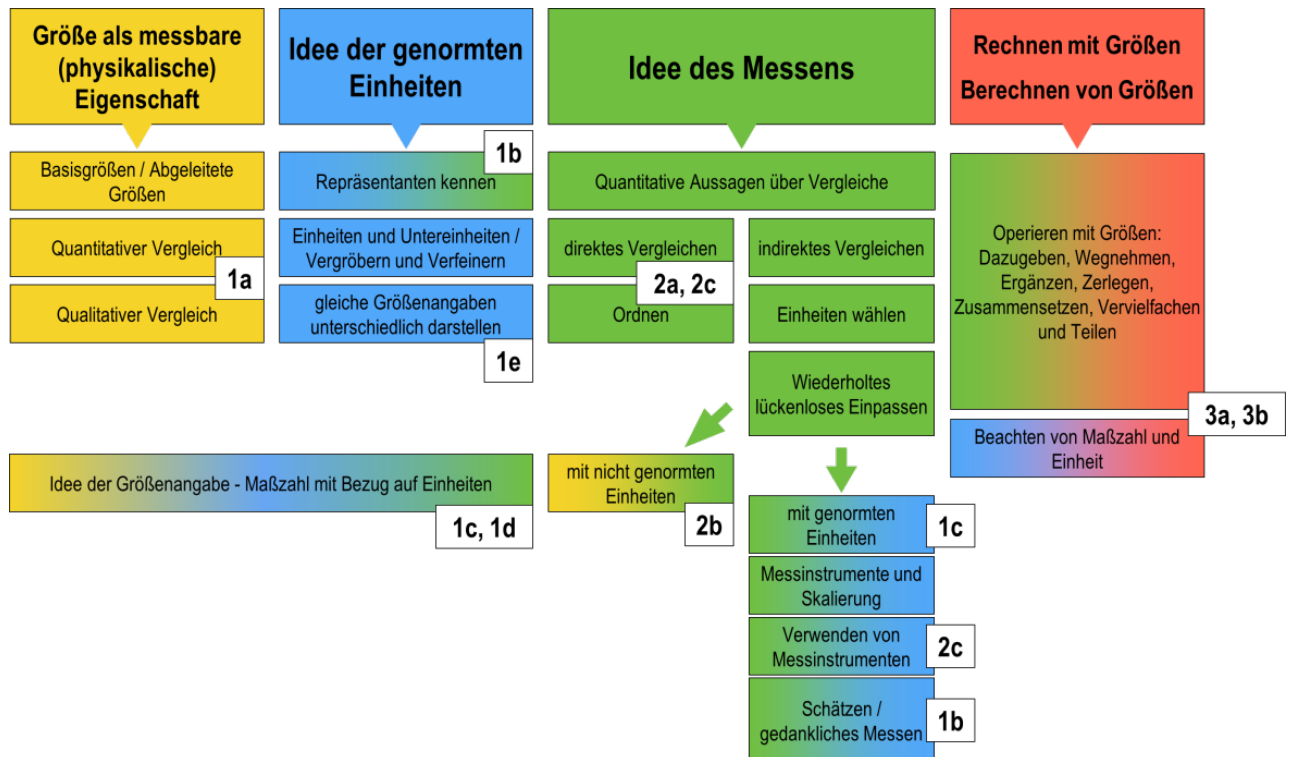 Größe als messbare
(physikalische)
Eigenschaft
Idee der genormten
Einheiten
Idee des Messens
Rechnen mit Größen
Berechnen von Größen
Basisgrößen / Abgeleitete
Größen
Quantitativer Vergleich
1a
Qualitativer Vergleich
1b
Repräsentanten kennen
Einheiten und Untereinheiten /
Vergröbern und Verfeinern
gleiche Größenangaben
unterschiedlich darstellen
1e
Quantitative Aussagen über Vergleiche
direktes Vergleichen
2a, 2c
Ordnen
indirektes Vergleichen
Einheiten wählen
Wiederholtes
lückenloses Einpassen
Operieren mit Größen:
Dazugeben, Wegnehmen,
Ergänzen, Zerlegen,
Zusammensetzen, Vervielfachen
und Teilen
3a, 3b
Beachten von Maßzahl und
Einheit
Idee der Größenangabe - Maßzahl mit Bezug auf Einheiten
1c, 1d
mit nicht genormten
Einheiten
2b
mit genormten
Einheiten
1c
Messinstrumente und
Skalierung
Verwenden von
Messinstrumenten
2c
Schätzen /
gedankliches Messen
1b